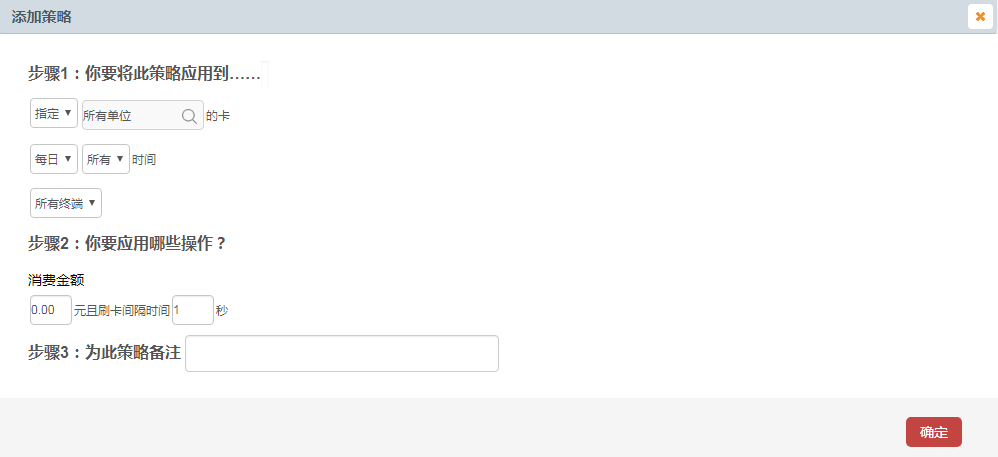 添加策略
步骤1：你要将此策略应用到……
指定 所有单位 的卡
每日 所有 时间
所有终端
步骤2：你要应用哪些操作？
消费金额
0.00 元且刷卡间隔时间 1 秒
步骤3：为此策略备注
确定